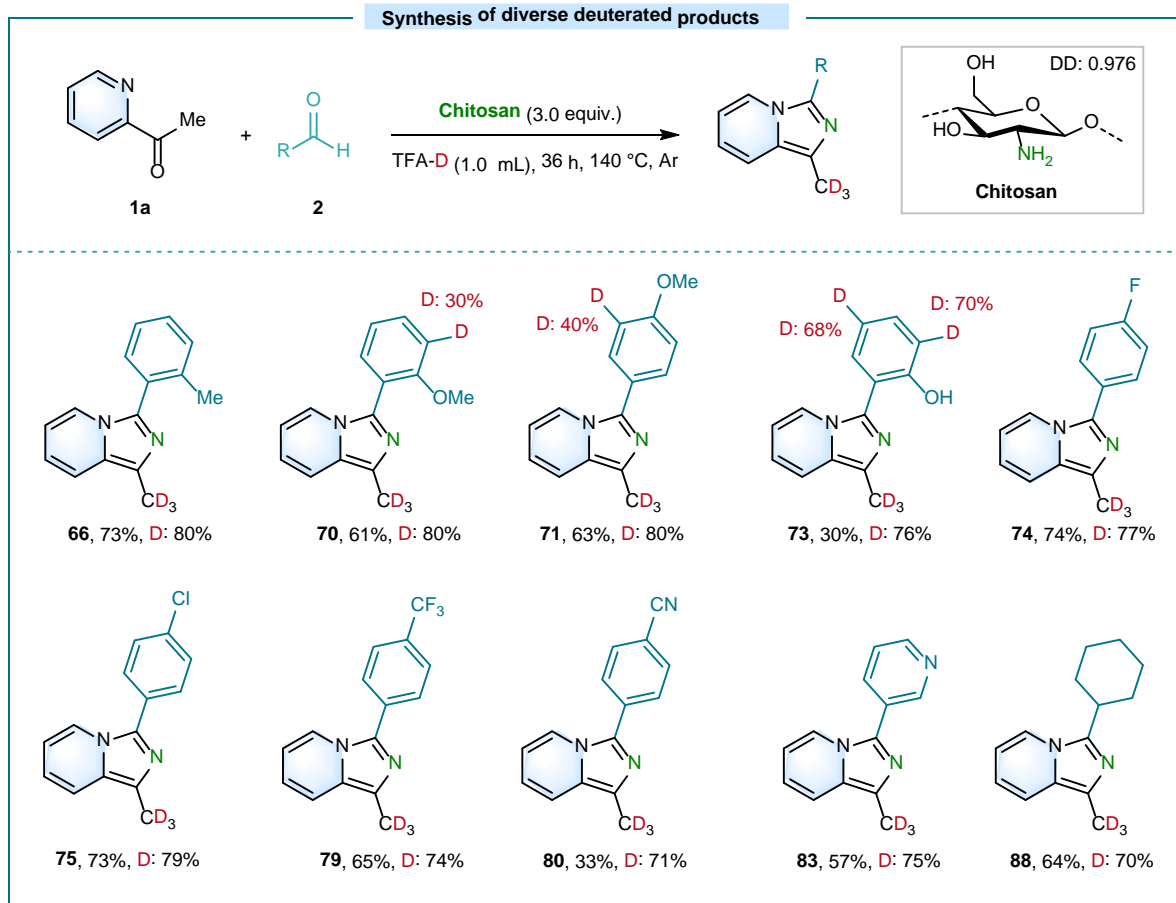 Synthesis of diverse deuterated products
N
Me
O
1a
+
O
R
H
2
Chitosan (3.0 equiv.)
TFA-D (1.0 mL), 36 h, 140 °C, Ar
R
N
N
CD3
OH
DD: 0.976
O
O
HO
NH2
Chitosan
Me
N
N
CD3
66, 73%, D: 80%
D: 30%
D
OMe
N
N
CD3
70, 61%, D: 80%
OMe
D
D: 40%
N
N
CD3
71, 63%, D: 80%
D
D: 70%
D: 68%
D
OH
N
N
CD3
73, 30%, D: 76%
F
N
N
CD3
74, 74%, D: 77%
Cl
N
N
CD3
75, 73%, D: 79%
CF3
N
N
CD3
79, 65%, D: 74%
CN
N
N
CD3
80, 33%, D: 71%
N
N
N
CD3
83, 57%, D: 75%
N
N
CD3
88, 64%, D: 70%